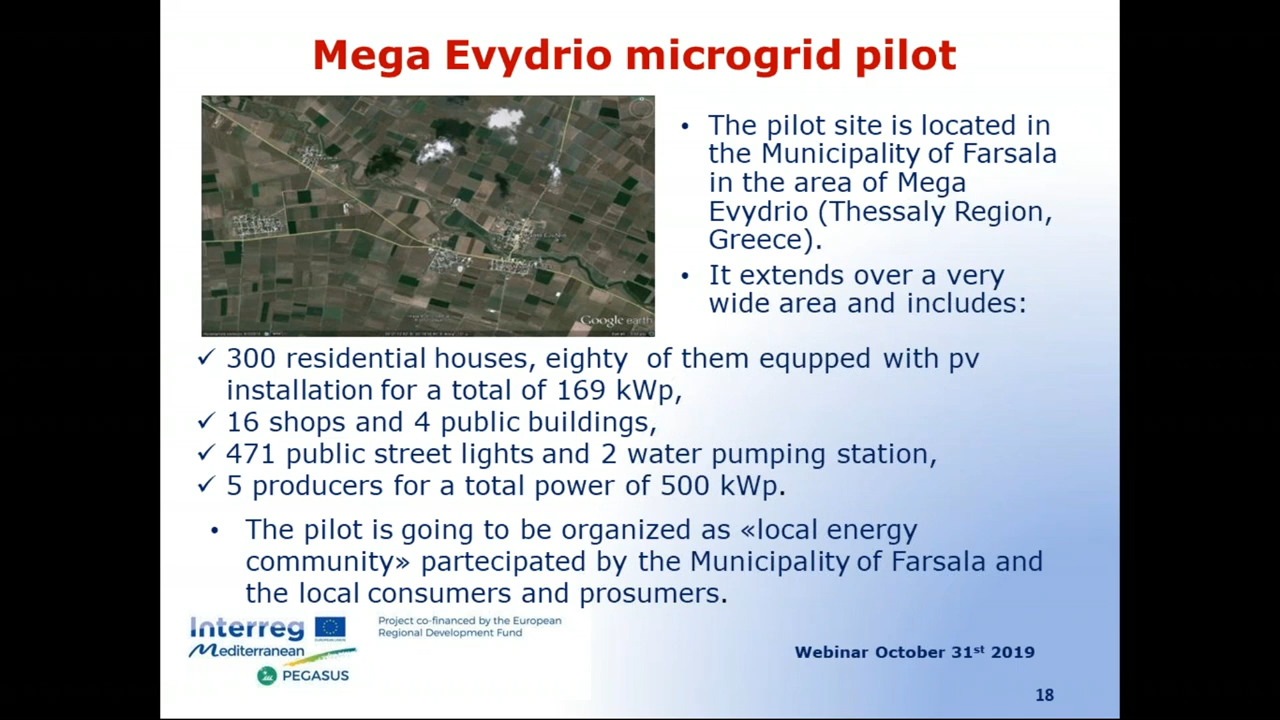 Mega Evydrio microgrid pilot
• The pilot site is located in
the Municipality of Farsala
in the area of Mega
Evydrio (Thessaly Region,
Greece).
• It extends over a very
wide area and includes:
Google earth
✓ 300 residential houses, eighty of them equpped with pv
installation for a total of 169 kWp,
✓ 16 shops and 4 public buildings,
✓ 471 public street lights and 2 water pumping station,
✓ 5 producers for a total power of 500 kWp.
• The pilot is going to be organized as «local energy
community» partecipated by the Municipality of Farsala and
the local consumers and prosumers.
Interreg
Mediterranean
PEGASUS
Project co-financed by the European
Regional Development Fund
Webinar October 31st 2019
18